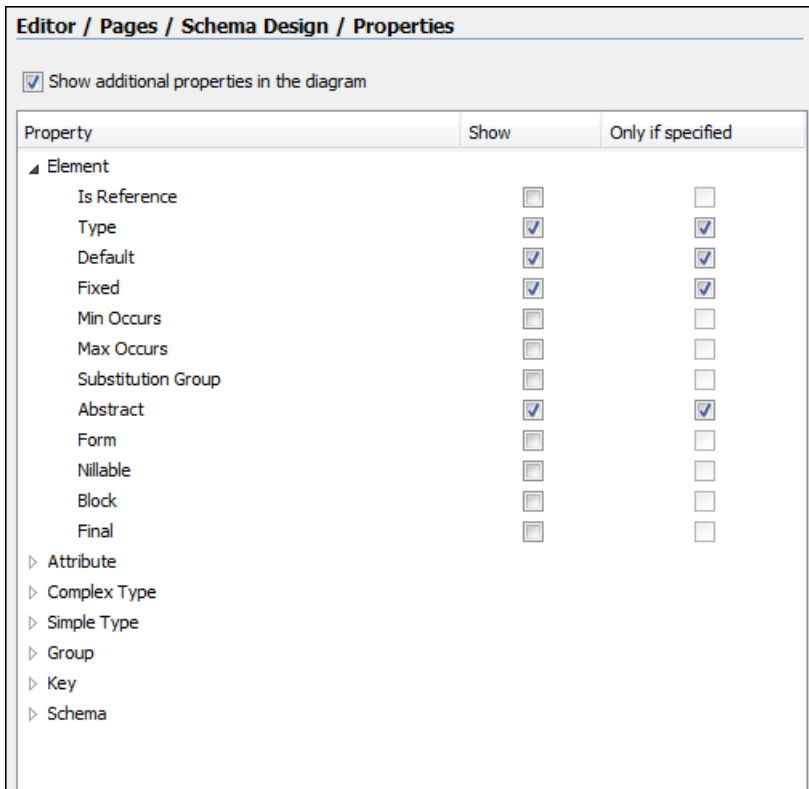 Editor / Pages / Schema Design / Properties
Show additional properties in the diagram
Property Show Only if specified
Element
Is Reference
Type
Default
Fixed
Min Occurs
Max Occurs
Substitution Group
Abstract
Form
Nillable
Block
Final
Attribute
Complex Type
Simple Type
Group
Key
Schema